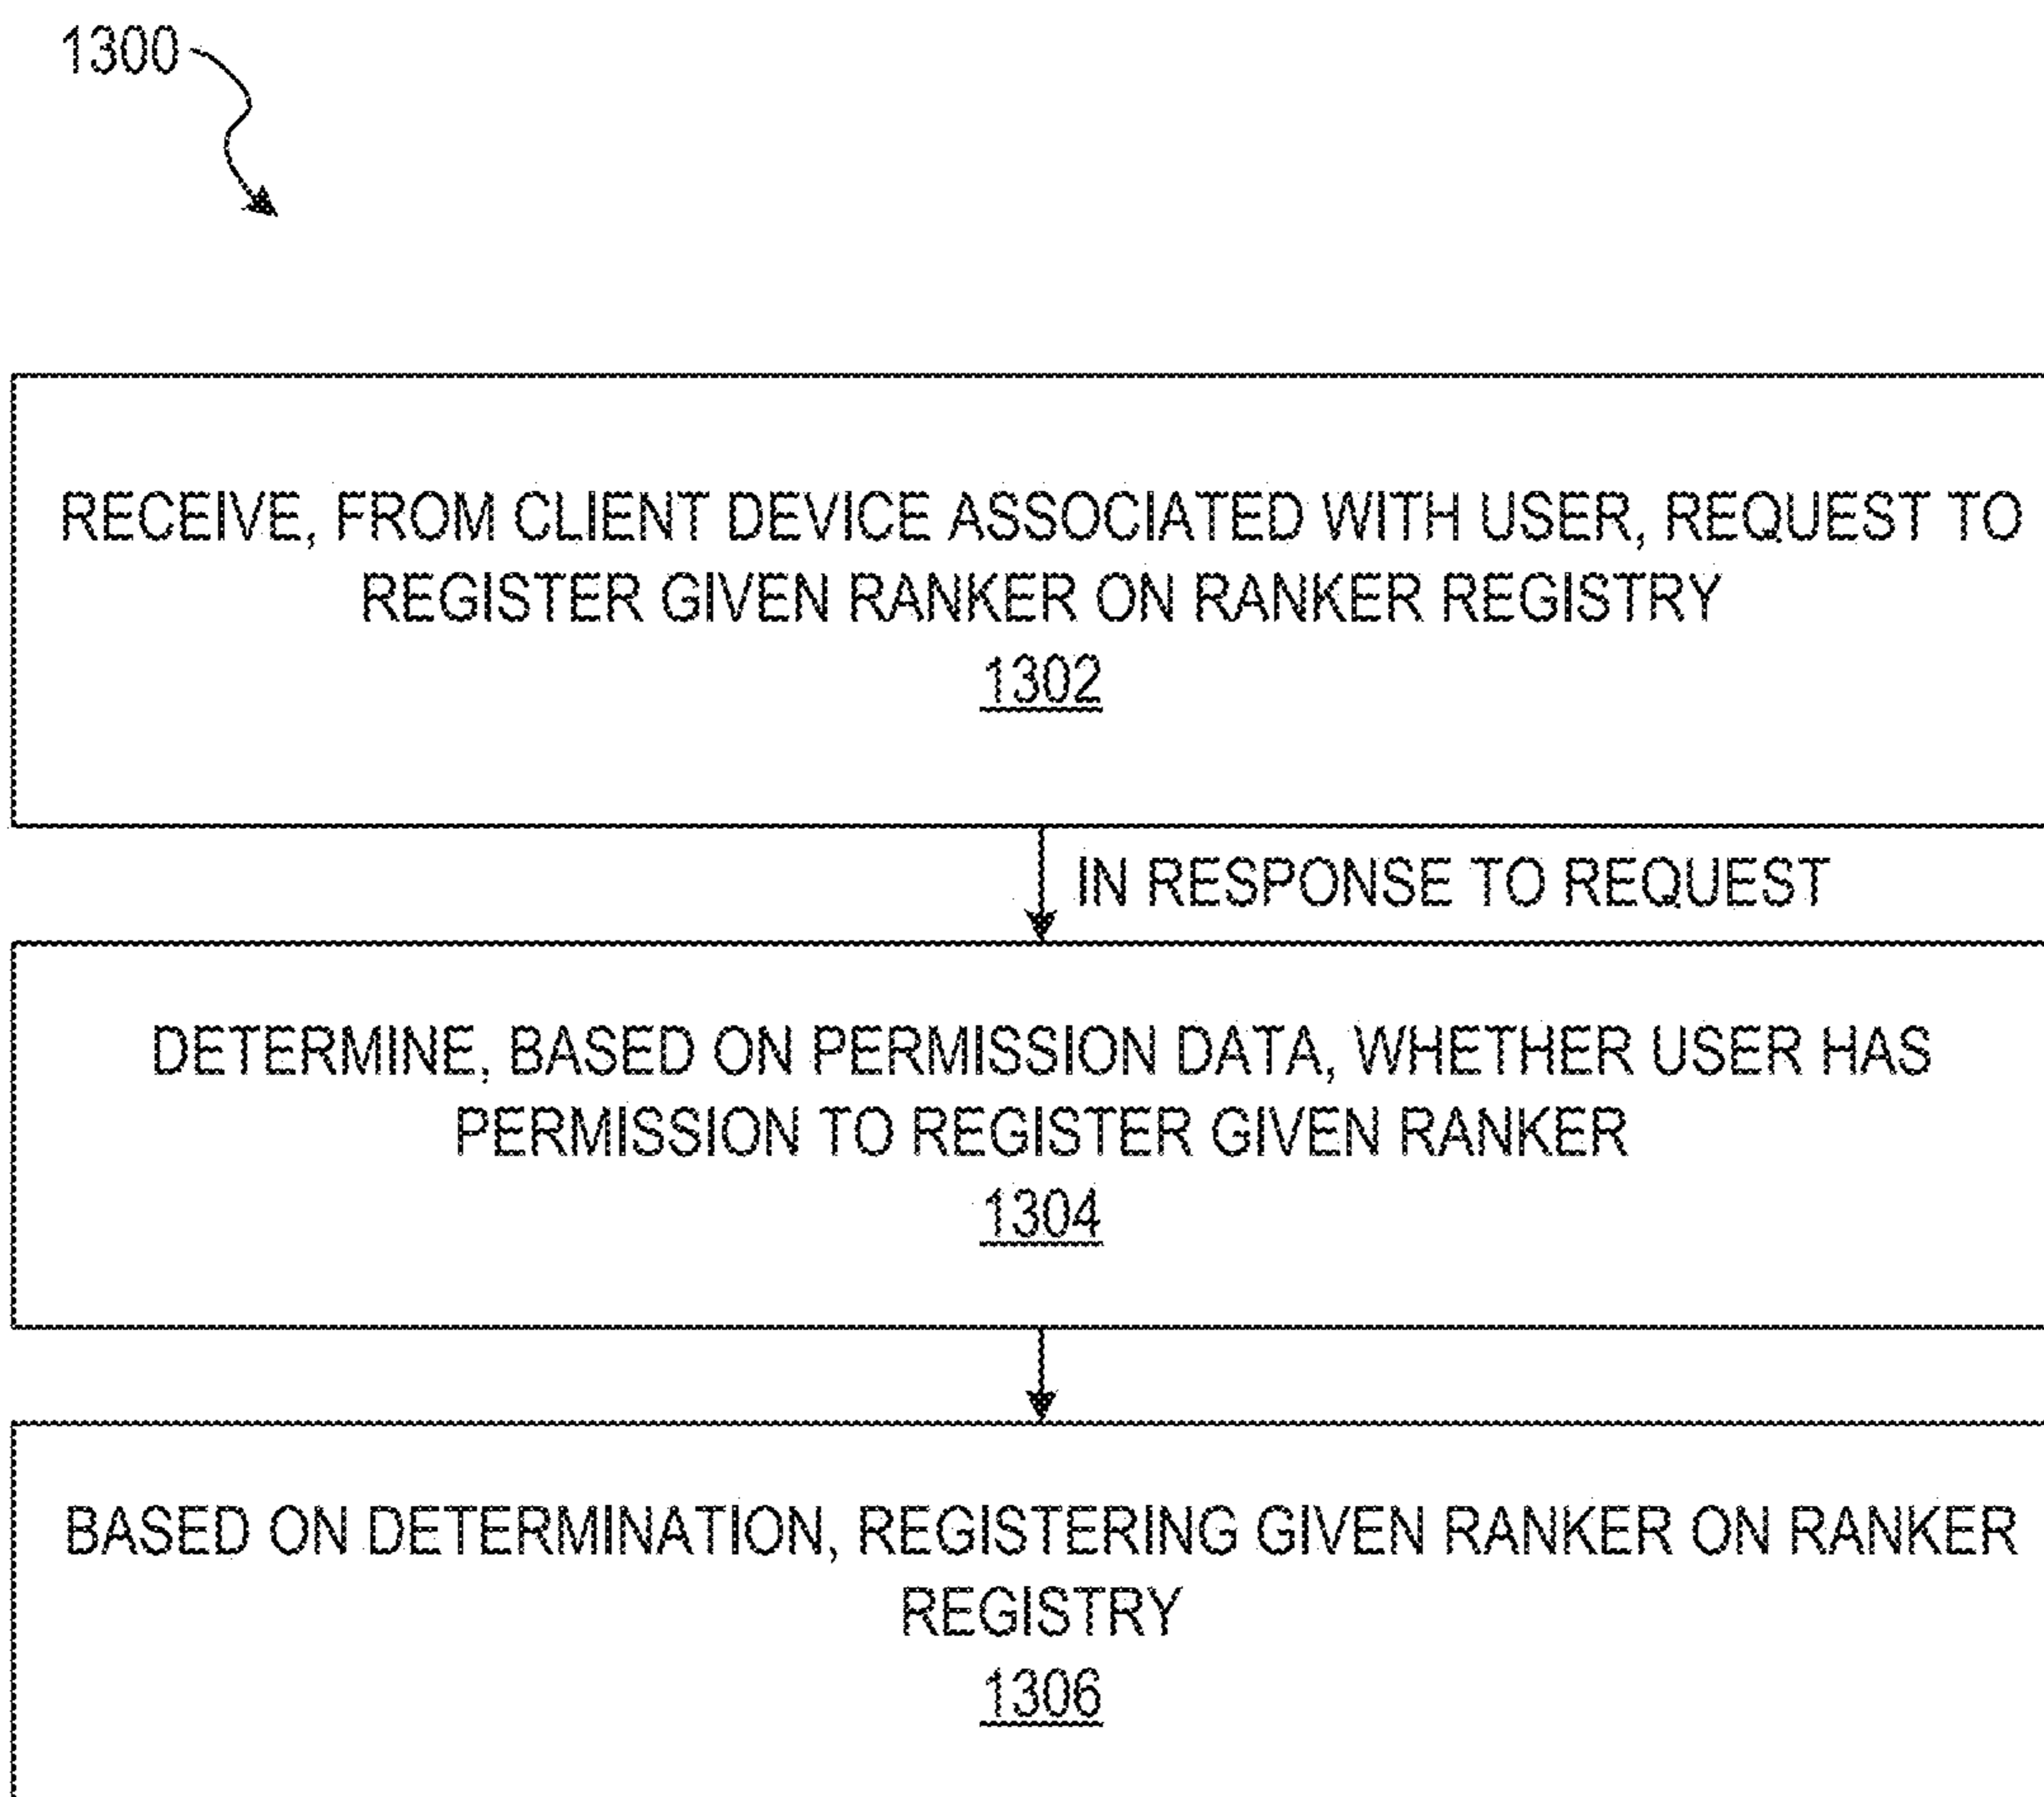 1300
RECEIVE, FROM CLIENT DEVICE ASSOCIATED WITH USER, REQUEST TO
REGISTER GIVEN RANKER ON RANKER REGISTRY
1302
IN RESPONSE TO REQUEST
DETERMINE, BASED ON PERMISSION DATA, WHETHER USER HAS
PERMISSION TO REGISTER GIVEN RANKER
1304
BASED ON DETERMINATION, REGISTERING GIVEN RANKER ON RANKER
REGISTRY
1306